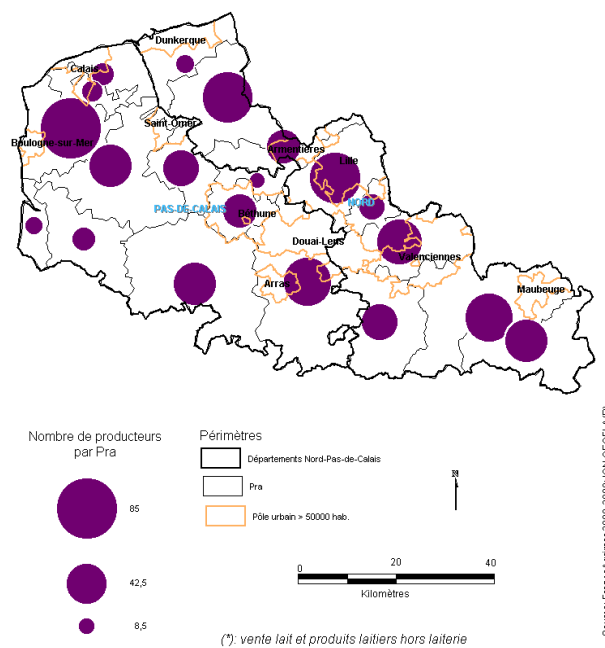 Dunkerque
Calais
Saint-Omer
Boulogne-sur-Mer
Armentières
Lille
PAS-DE-CALAIS
NORD
Béthune
Douai-Lens
Valenciennes
Arras
Maubeuge
Nombre de producteurs
par Pra
85
42,5
8,5
Périmètres
Départements Nord-Pas-de-Calais
Pra
Pôle urbain > 50000 hab.
N
0
20
40
Kilomètres
(*): vente lait et produits laitiers hors laiterie